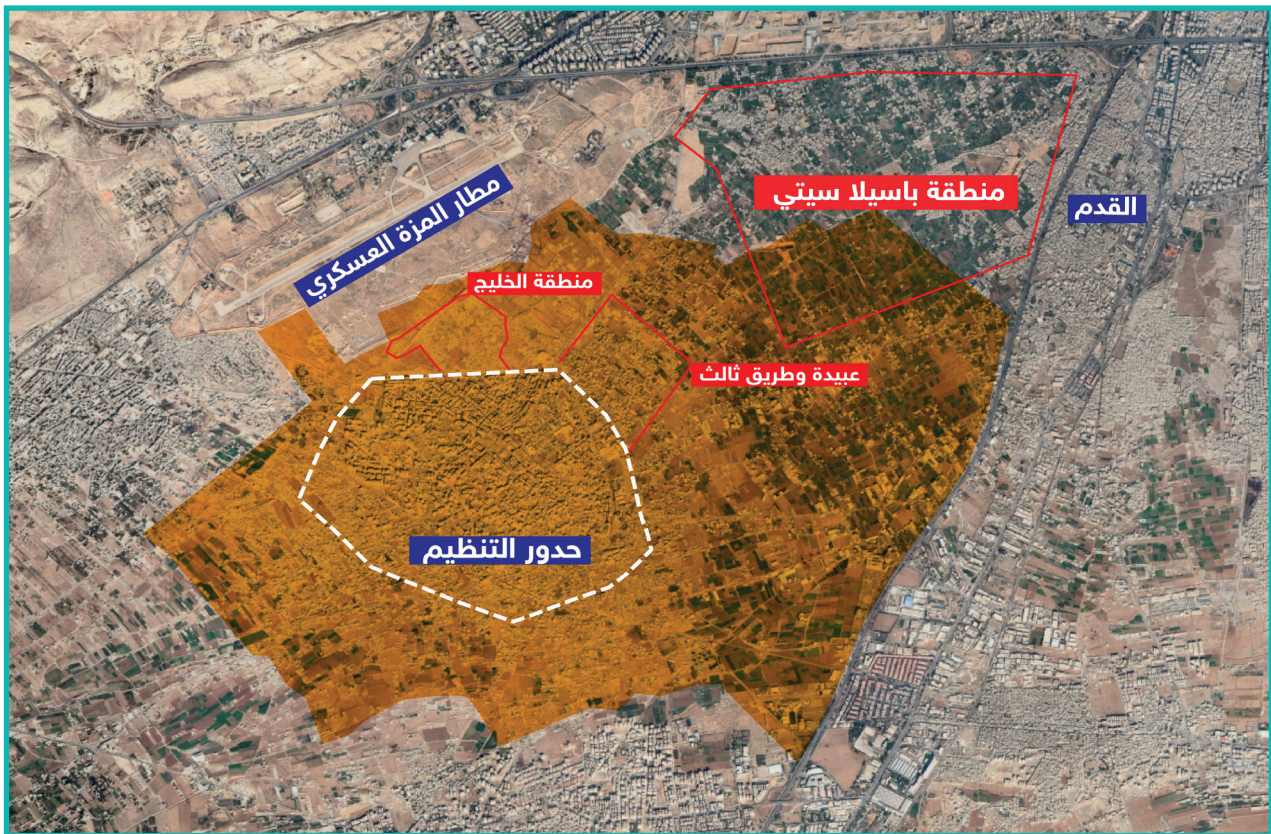 منطقة باسيلا سيتي
القدم
مطار المزة العسكري
منطقة الخليج
عبيدة وطريق ثالث
حدور التنظيم